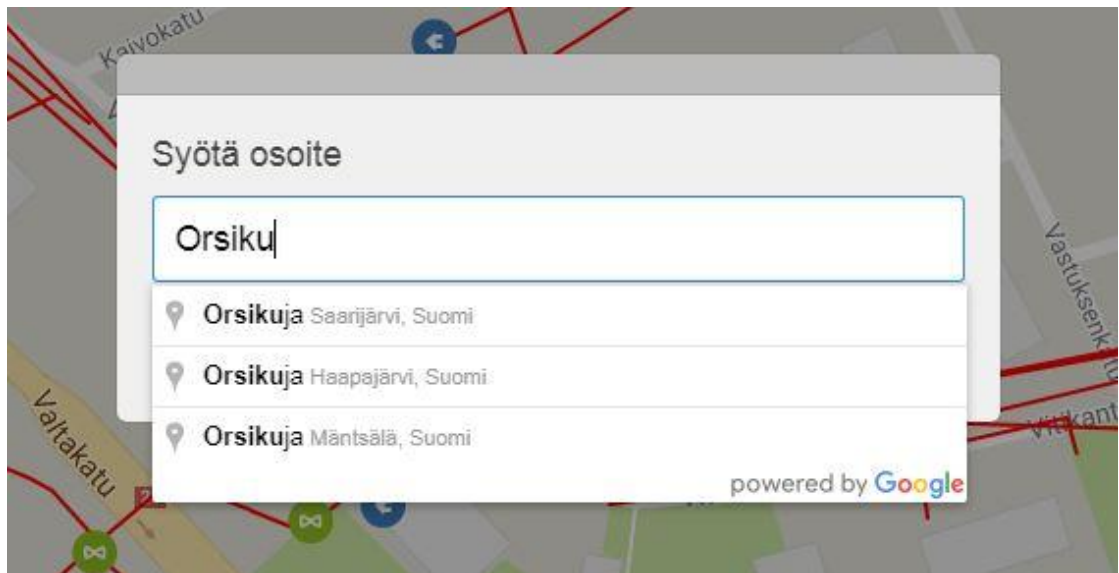 Kaivokatu
Syötä osoite
Orsiku
Orsikuja Saarijärvi, Suomi
Orsikuja Haapajärvi, Suomi
Orsikuja Mäntsälä, Suomi
powered by Google
Valtakatu